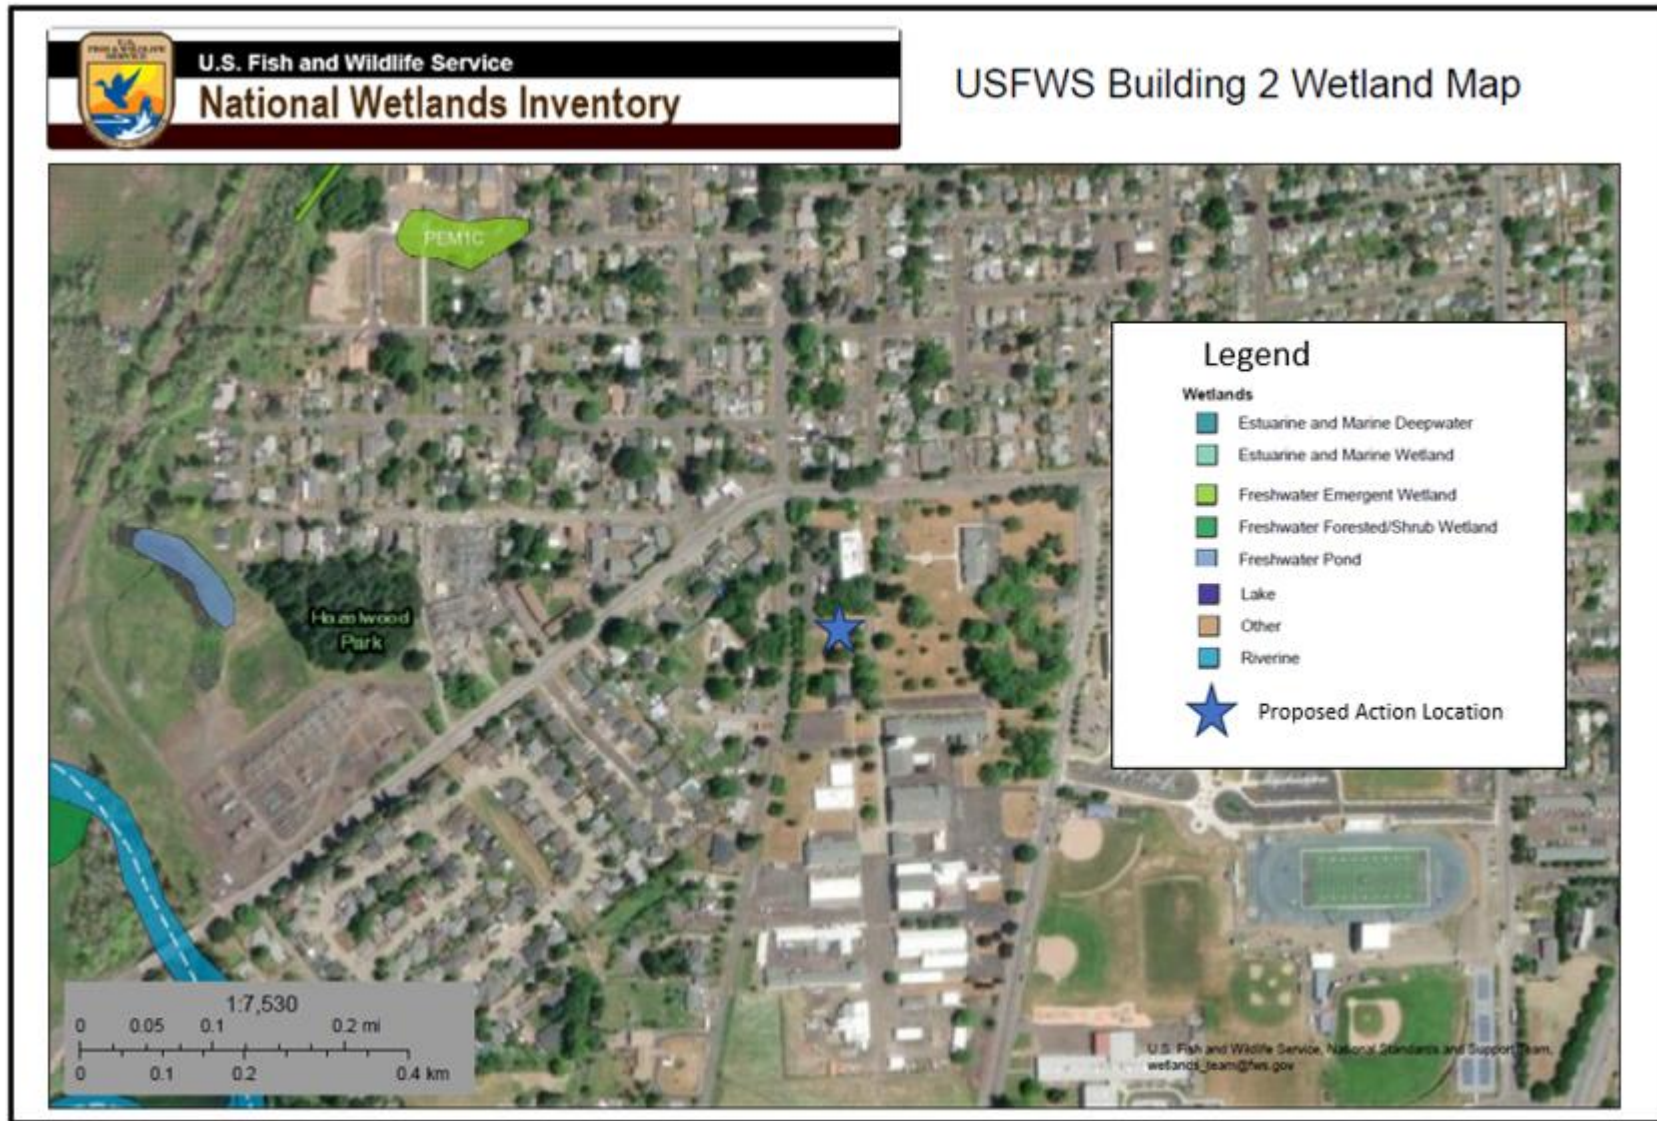 U.S.
FISH & WILDLIFE
SERVICE
U.S. Fish and Wildlife Service
National Wetlands Inventory
USFWS Building 2 Wetland Map
PEM1C
Hazelwood
Park
Legend
Wetlands
Estuarine and Marine Deepwater
Estuarine and Marine Wetland
Freshwater Emergent Wetland
Freshwater Forested/Shrub Wetland
Freshwater Pond
Lake
Other
Riverine
Proposed Action Location
1:7,530
0 0.05 0.1 0.2 mi
0 0.1 0.2 0.4 km
U.S. Fish and Wildlife Service, National Standards and Support Team,
wetlands_team@fws.gov